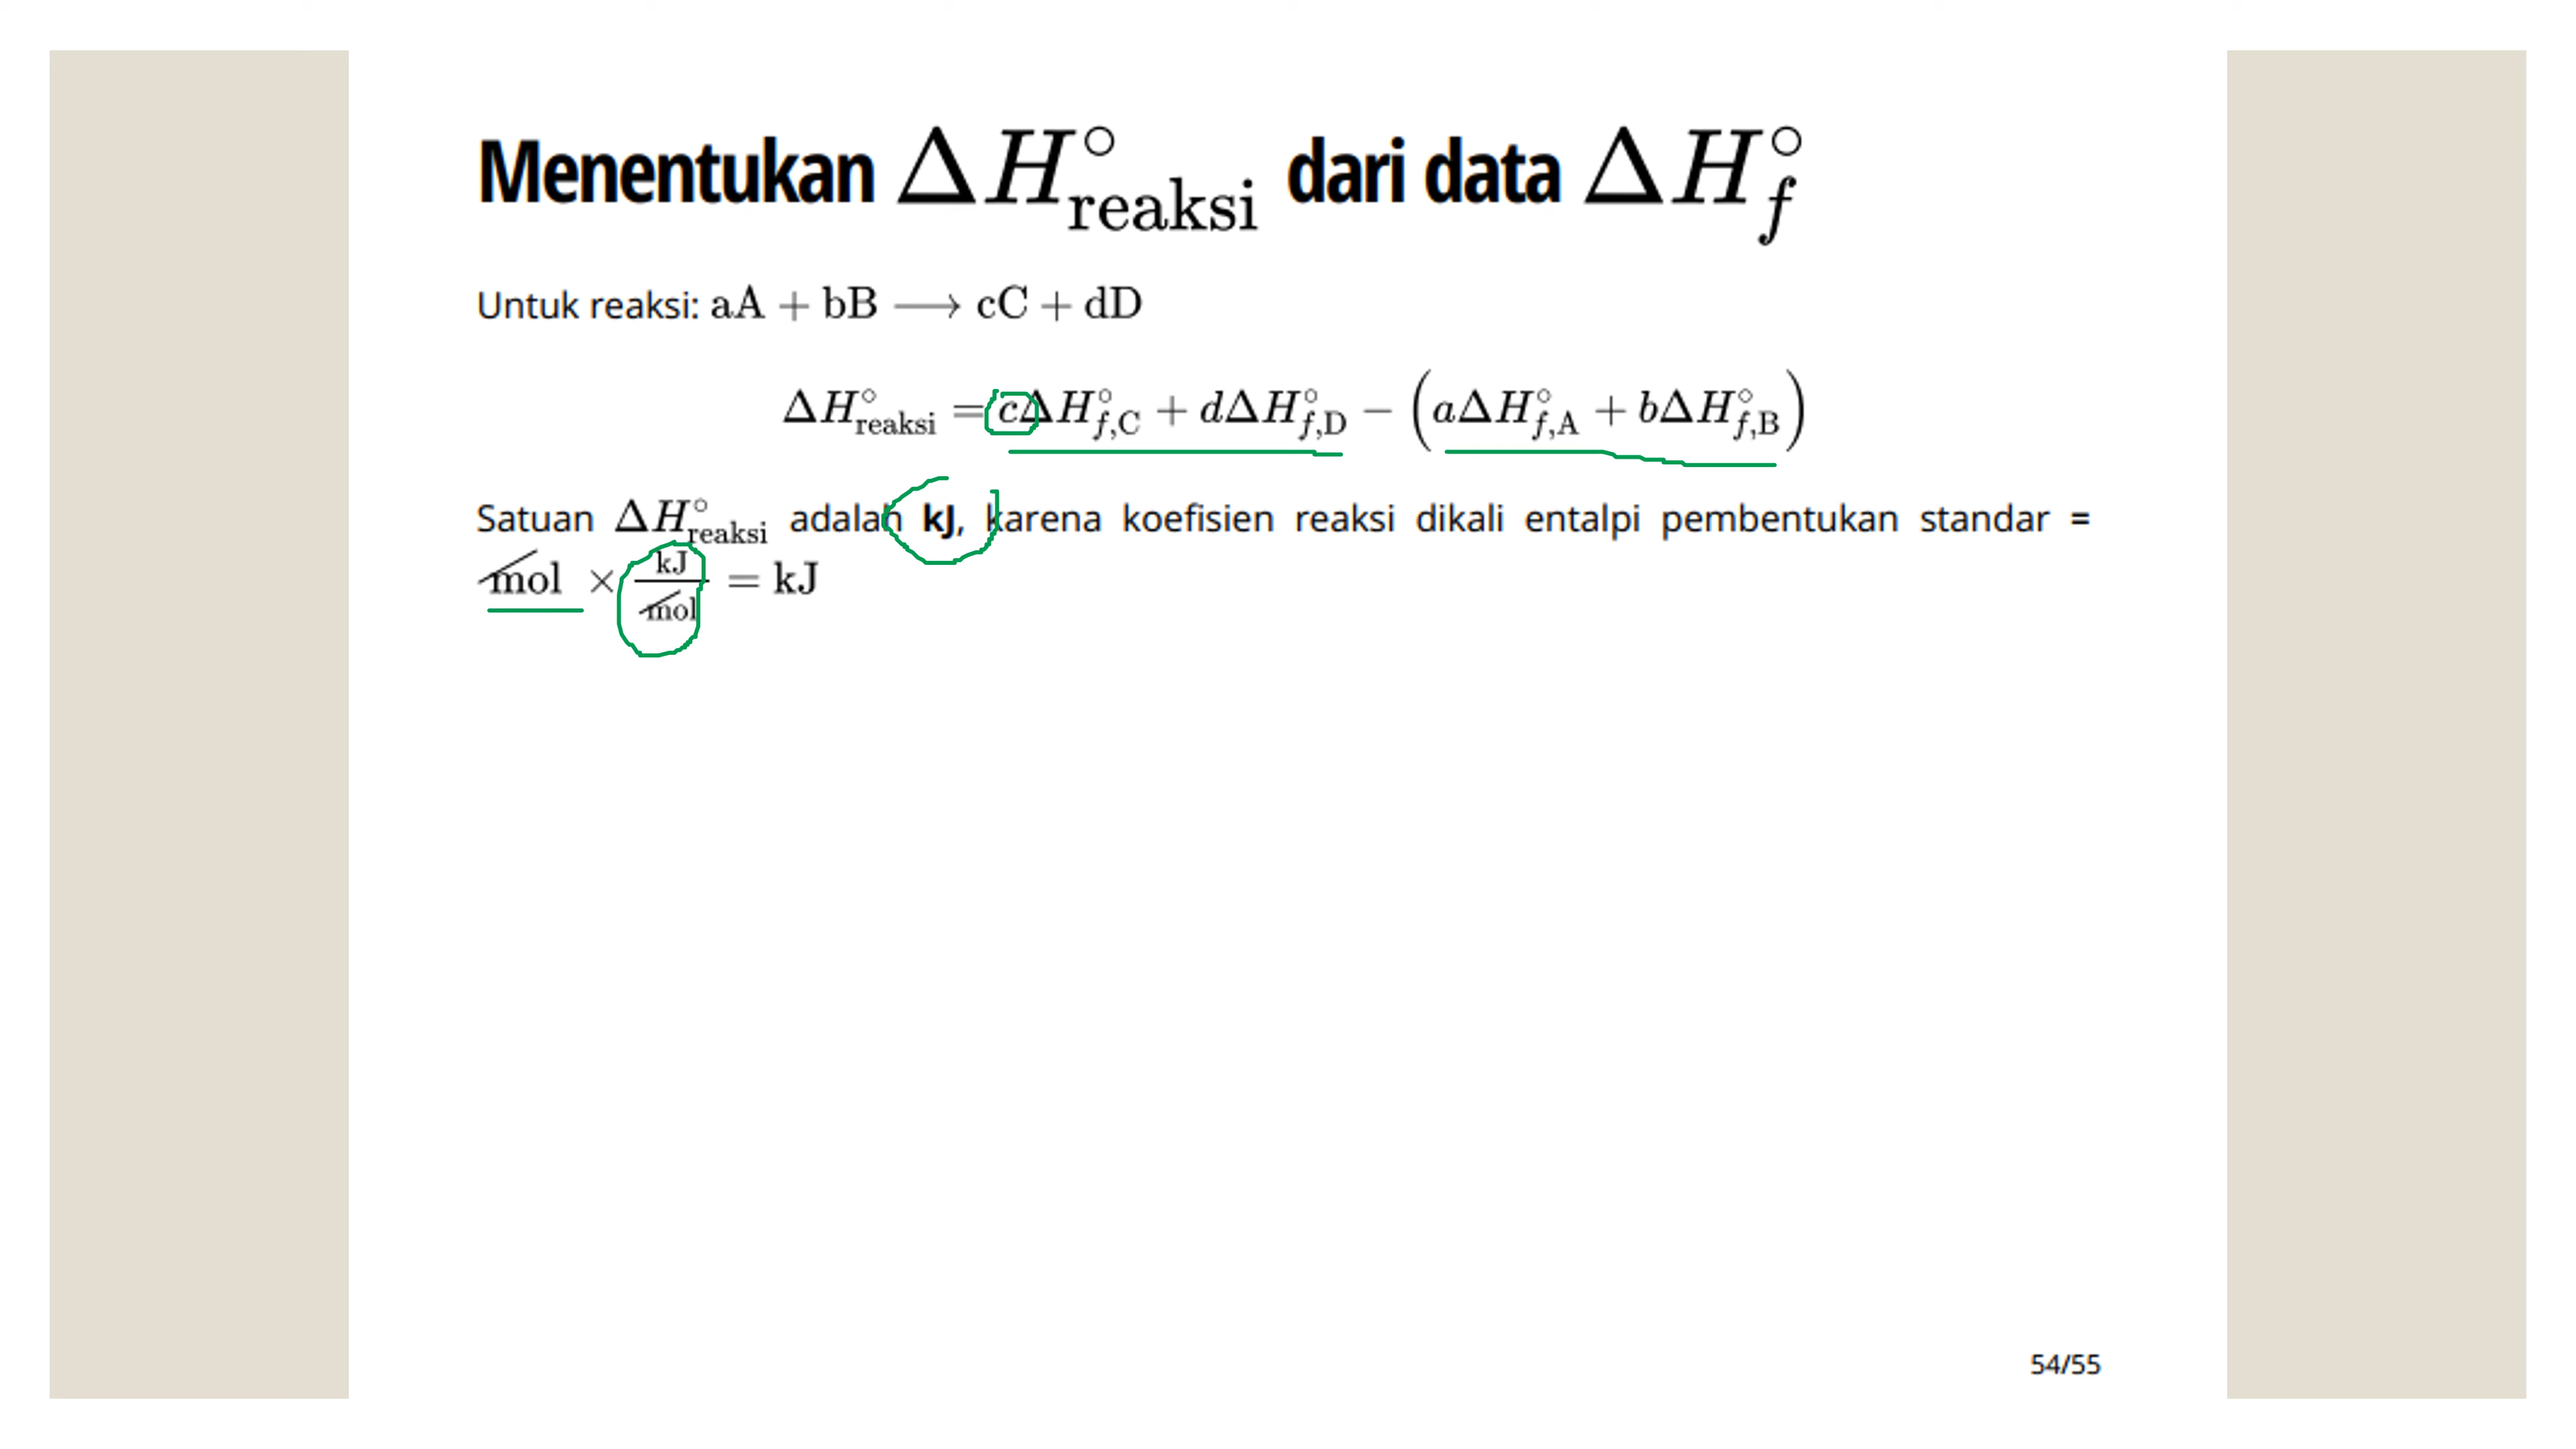 Menentukan ΔH°reaksi dari data ΔH°f
Untuk reaksi: aA + bB ⟶ cC + dD
ΔH°reaksi = cΔH°f,C + dΔH°f,D − (aΔH°f,A + bΔH°f,B)
Satuan ΔH°reaksi adalah kJ, karena koefisien reaksi dikali entalpi pembentukan standar =
mol × kJ/mol = kJ
54/55